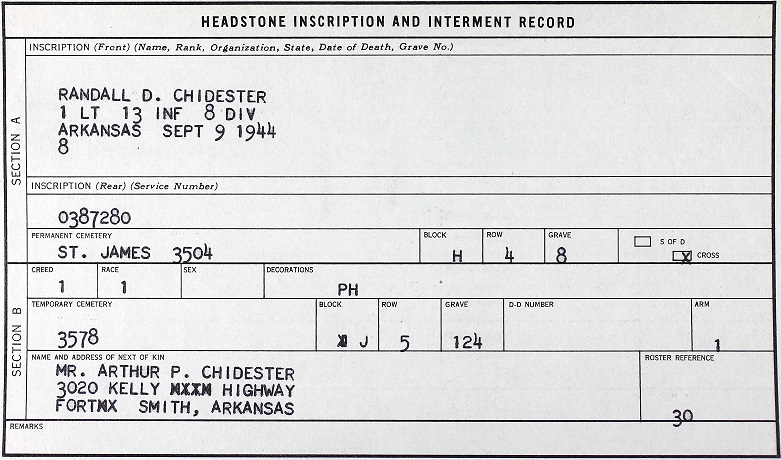 HEADSTONE INSCRIPTION AND INTERMENT RECORD
SECTION A
INSCRIPTION (Front) (Name, Rank, Organization, State, Date of Death, Grave No.)
RANDALL D. CHIDESTER
1 LT 13 INF 8 DIV
ARKANSAS SEPT 9 1944
8
INSCRIPTION (Rear) (Service Number)
O387280
PERMANENT CEMETERY BLOCK ROW GRAVE
ST. JAMES 3504 H 4 8
S OF D
X CROSS
SECTION B
CREED RACE SEX DECORATIONS
1 1 PH
TEMPORARY CEMETERY BLOCK ROW GRAVE D-D NUMBER ARM
3578 J 5 124 1
NAME AND ADDRESS OF NEXT OF KIN ROSTER REFERENCE
MR. ARTHUR P. CHIDESTER
3020 KELLY HIGHWAY
FORT SMITH, ARKANSAS
30
REMARKS